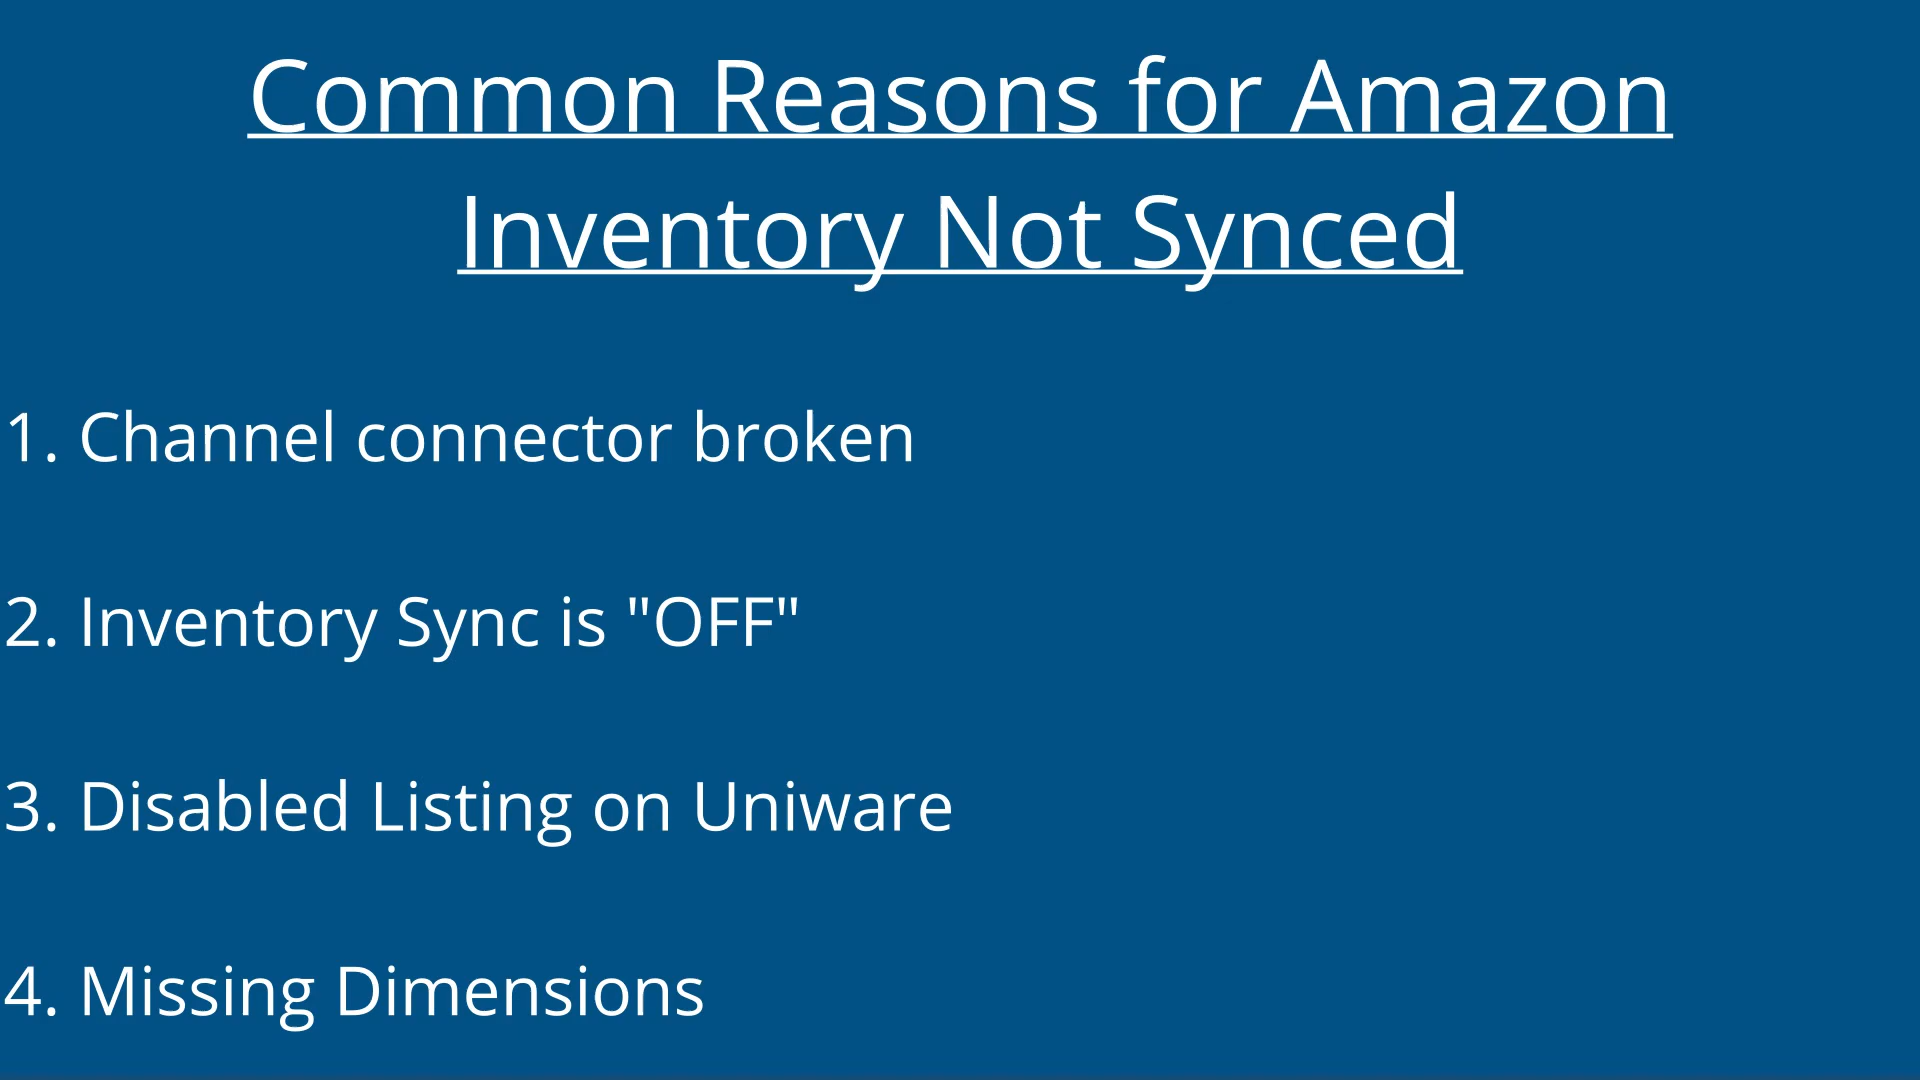 Common Reasons for Amazon
Inventory Not Synced
1. Channel connector broken
2. Inventory Sync is "OFF"
3. Disabled Listing on Uniware
4. Missing Dimensions